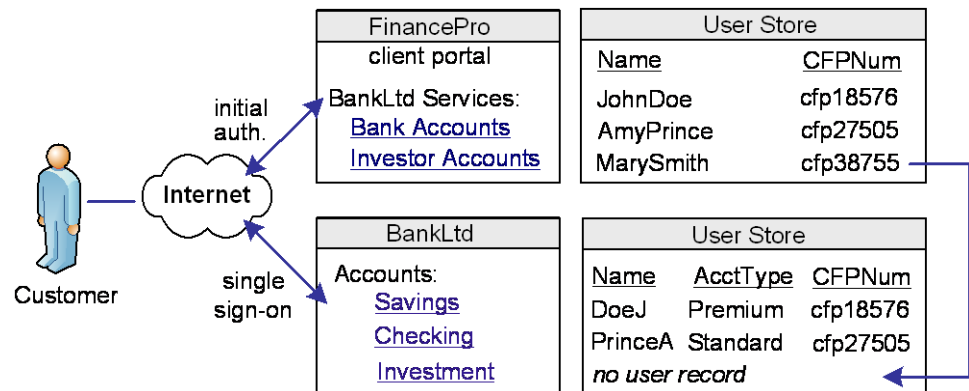 FinancePro
client portal
BankLtd Services:
Bank Accounts
Investor Accounts
User Store
Name CFPNum
JohnDoe cfp18576
AmyPrince cfp27505
MarySmith cfp38755
initial
auth.
Internet
Customer
single
sign-on
BankLtd
Accounts:
Savings
Checking
Investment
User Store
Name AcctType CFPNum
DoeJ Premium cfp18576
PrinceA Standard cfp27505
no user record